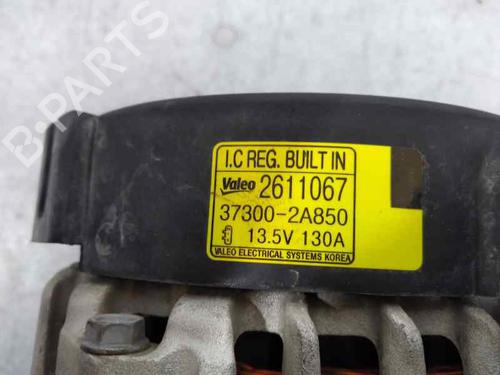 B-PARTS
I.C REG. BUILT IN
Valeo 2611067
37300-2A850
13.5V 130A
VALEO ELECTRICAL SYSTEMS KOREA